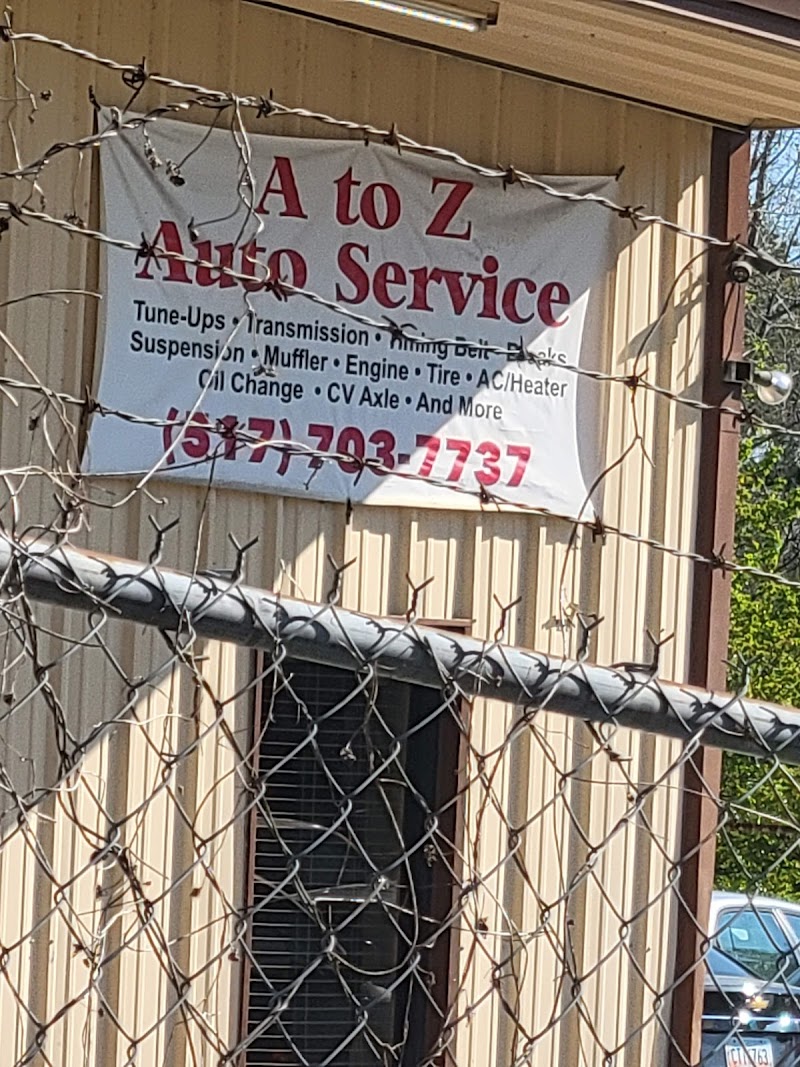 A to Z
Auto Service
Tune-Ups • Transmission • Timing Belt • Breaks
Suspension • Muffler • Engine • Tire • AC/Heater
Oil Change • CV Axle • And More
(517) 703-7737